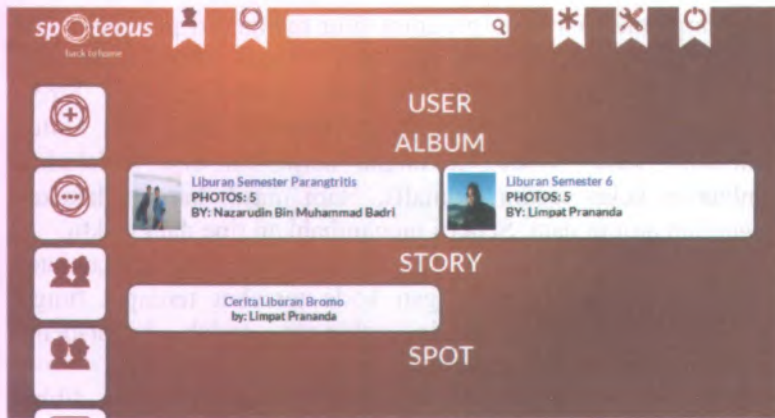 spoteous
back to home
USER
ALBUM
Liburan Semester Parangtritis
PHOTOS: 5
BY: Nazarudin Bin Muhammad Badri
Liburan Semester 6
PHOTOS: 5
BY: Limpat Prananda
STORY
Cerita Liburan Bromo
by: Limpat Prananda
SPOT